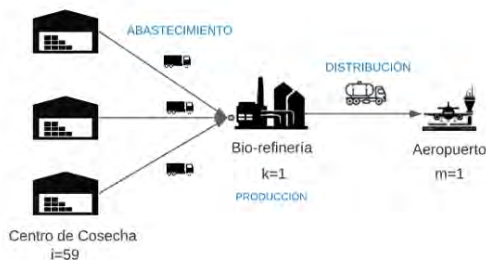 ABASTECIMIENTO
DISTRIBUCIÓN
Bio-refinería
k=1
PRODUCCIÓN
Aeropuerto
m=1
Centro de Cosecha
i=59